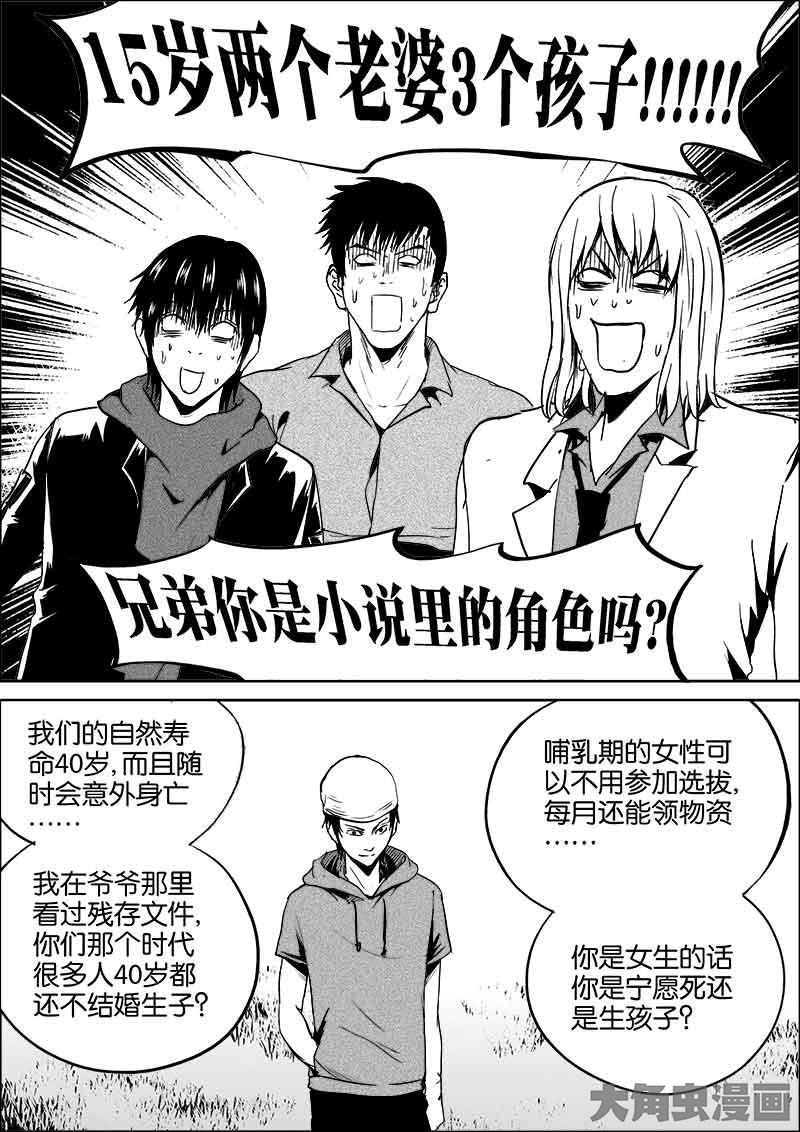 15岁两个老婆3个孩子!!!!!!
兄弟你是小说里的角色吗?
我们的自然寿
命40岁,而且随
时会意外身亡
……
我在爷爷那里
看过残存文件,
你们那个时代
很多人40岁都
还不结婚生子?
哺乳期的女性可
以不用参加选拔,
每月还能领物资
……
你是女生的话
你是宁愿死还
是生孩子?
大角虫漫画